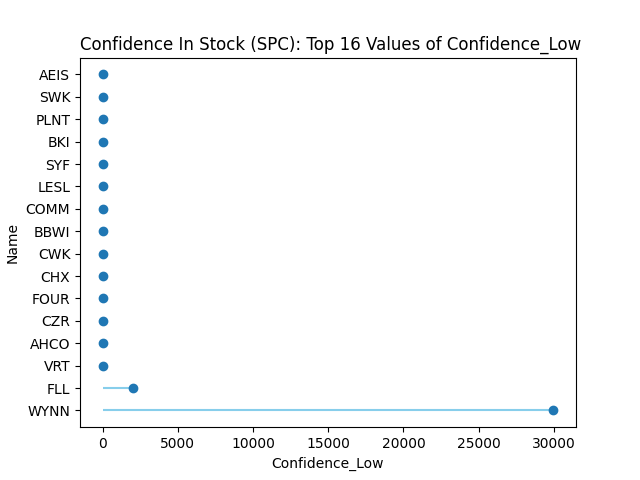 Confidence In Stock (SPC): Top 16 Values of Confidence_Low
AEIS
SWK
PLNT
BKI
SYF
LESL
COMM
BBWI
CWK
CHX
FOUR
CZR
AHCO
VRT
FLL
WYNN
Name
0 5000 10000 15000 20000 25000 30000
Confidence_Low